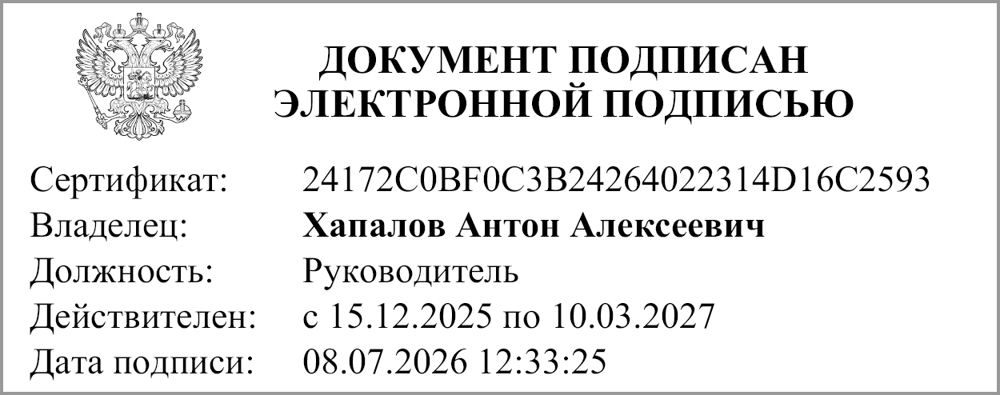 ДОКУМЕНТ ПОДПИСАН
ЭЛЕКТРОННОЙ ПОДПИСЬЮ
Сертификат: 24172C0BF0C3B24264022314D16C2593
Владелец: Хапалов Антон Алексеевич
Должность: Руководитель
Действителен: с 15.12.2025 по 10.03.2027
Дата подписи: 08.07.2026 12:33:25